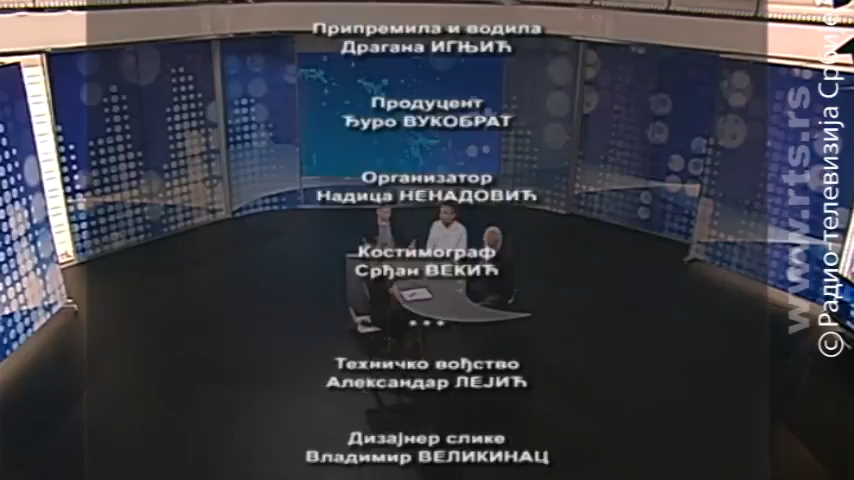 Припремила и водила
Драгана ИГЊИЋ
Продуцент
Ђуро ВУКОБРАТ
Организатор
Надица НЕНАДОВИЋ
Костимограф
Срђан ВЕКИЋ
• • •
Техничко вођство
Александар ЛЕЈИЋ
Дизајнер слике
Владимир ВЕЛИКИНАЦ
www.rts.rs
© Радио-телевизија Србије